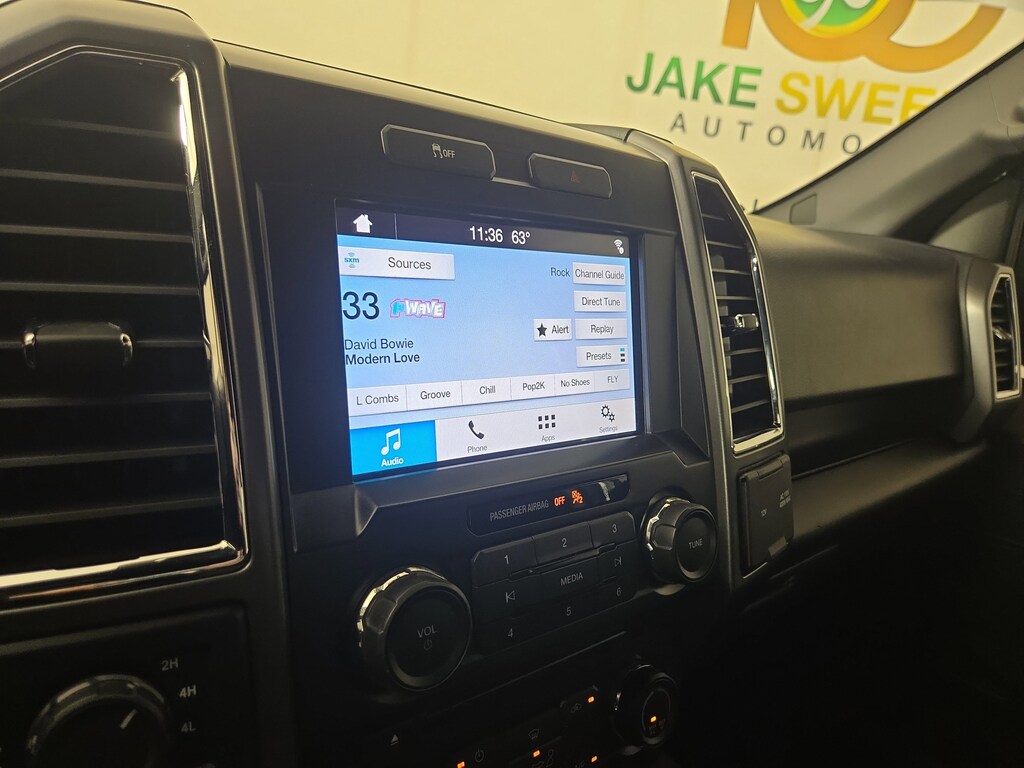 JAKE SWEE
AUTOMO
OFF
11:36 63°
sxm Sources
Rock Channel Guide
33 1st WAVE
Direct Tune
Alert Replay
David Bowie
Modern Love
Presets
L Combs Groove Chill Pop2K No Shoes FLY
Audio Phone Apps Settings
PASSENGER AIRBAG OFF
1 2 3
MEDIA
4 5 6
VOL
TUNE
2H
4H
4L